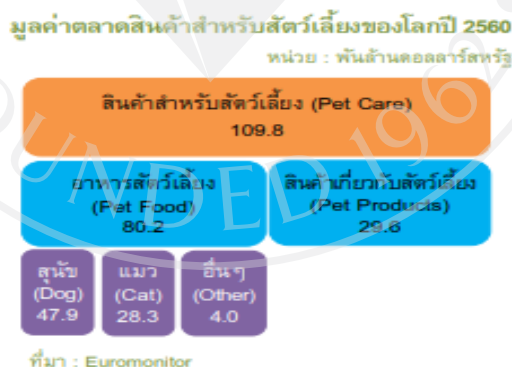 มูลค่าตลาดสินค้าสำหรับสัตว์เลี้ยงของโลกปี 2560
หน่วย : พันล้านดอลลาร์สหรัฐ
สินค้าสำหรับสัตว์เลี้ยง (Pet Care)
109.8
อาหารสัตว์เลี้ยง
(Pet Food)
80.2
สินค้าเกี่ยวกับสัตว์เลี้ยง
(Pet Products)
29.6
สุนัข
(Dog)
47.9
แมว
(Cat)
28.3
อื่นๆ
(Other)
4.0
ที่มา : Euromonitor
UNDED 196